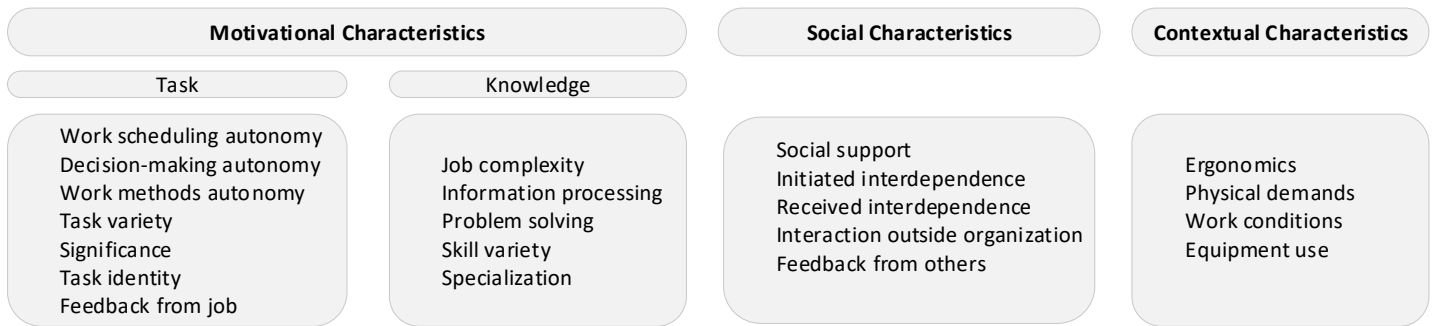 Motivational Characteristics
Social Characteristics
Contextual Characteristics
Task
Knowledge
Work scheduling autonomy
Decision-making autonomy
Work methods autonomy
Task variety
Significance
Task identity
Feedback from job
Job complexity
Information processing
Problem solving
Skill variety
Specialization
Social support
Initiated interdependence
Received interdependence
Interaction outside organization
Feedback from others
Ergonomics
Physical demands
Work conditions
Equipment use